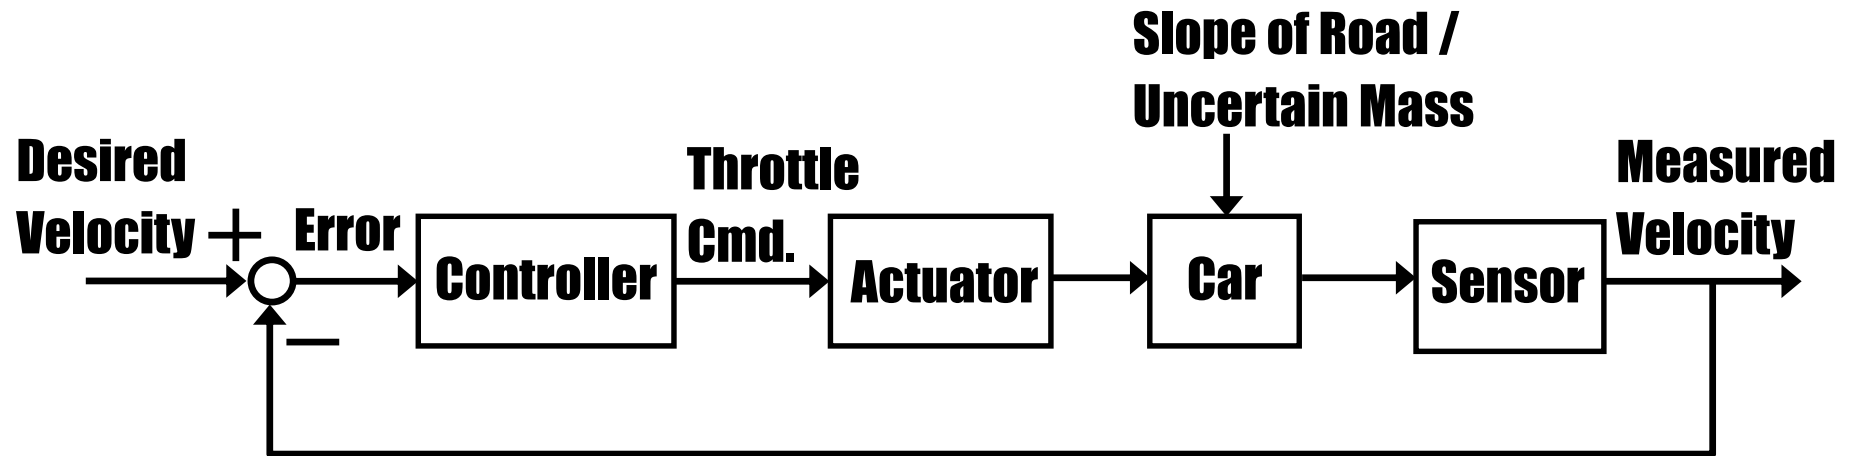 Slope of Road /
Uncertain Mass
Desired
Velocity +
Error
Controller
Throttle
Cmd.
Actuator
Car
Sensor
Measured
Velocity
−